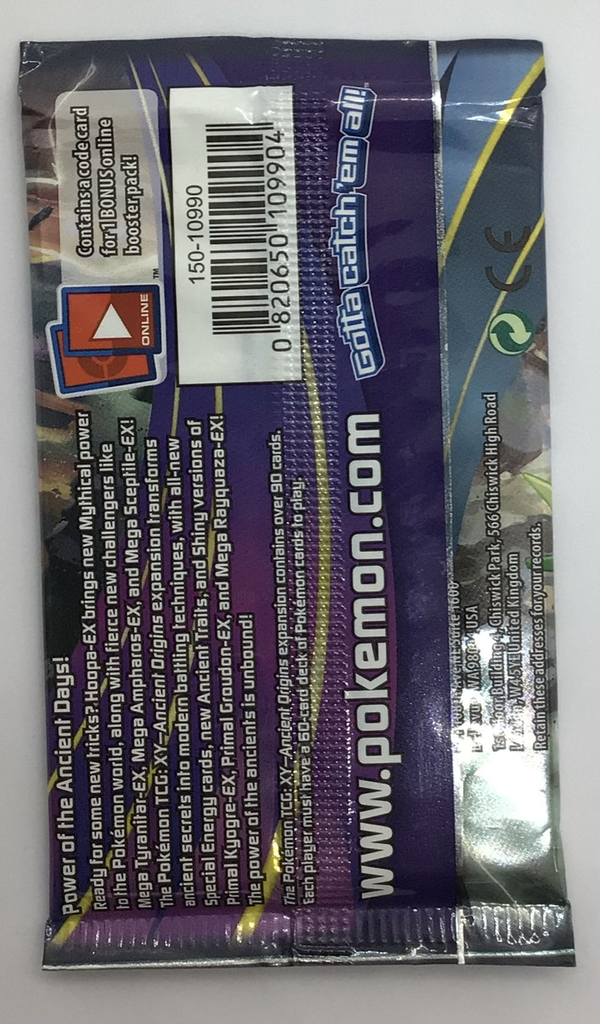 Power of the Ancient Days!
Ready for some new tricks? Hoopa-EX brings new Mythical power
to the Pokémon world, along with fierce new challengers like
Mega Tyranitar-EX, Mega Ampharos-EX, and Mega Sceptile-EX!
The Pokémon TCG: XY—Ancient Origins expansion transforms
ancient secrets into modern battling techniques, with all-new
Special Energy cards, new Ancient Traits, and Shiny versions of
Primal Kyogre-EX, Primal Groudon-EX, and Mega Rayquaza-EX!
The power of the ancients is unbound!
The Pokémon TCG: XY—Ancient Origins expansion contains over 90 cards.
Each player must have a 60-card deck of Pokémon cards to play.
www.pokemon.com
ONLINE™
Contains a code card
for 1 BONUS online
booster pack!
150-10990
0 820650 109904
Gotta catch 'em all!™
USA
Building 4, Chiswick Park, 566 Chiswick High Road
United Kingdom
Retain these addresses for your records.
CE